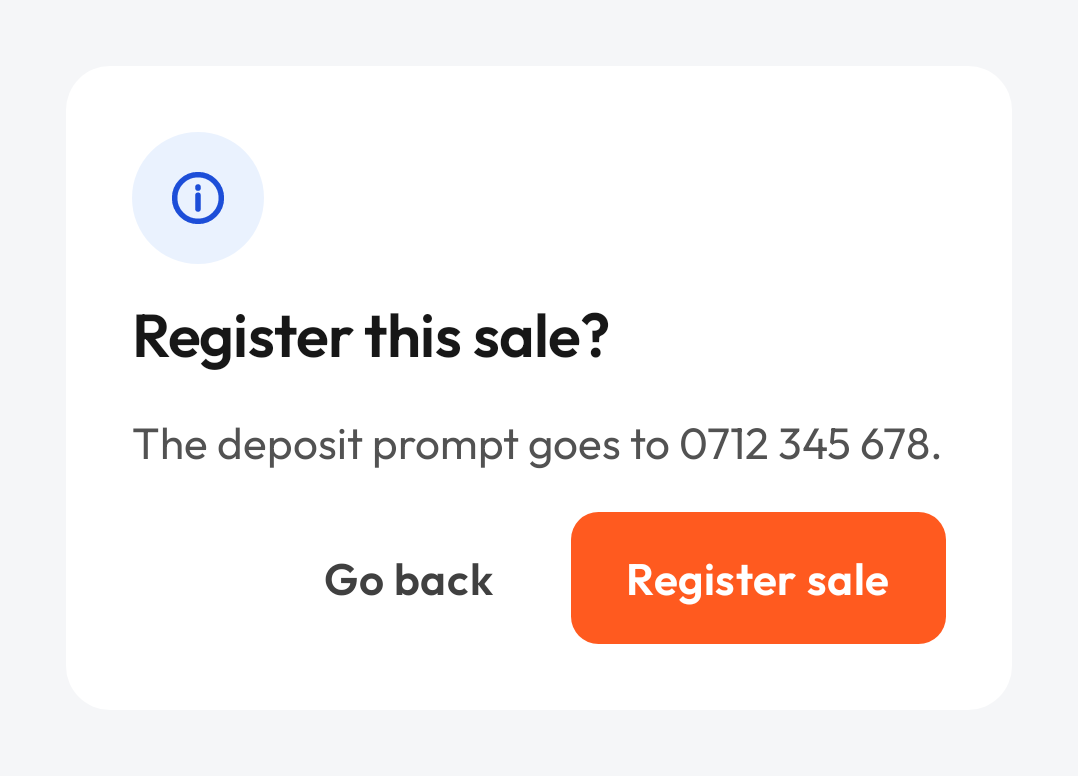 Register this sale?
The deposit prompt goes to 0712 345 678.
Go back
Register sale